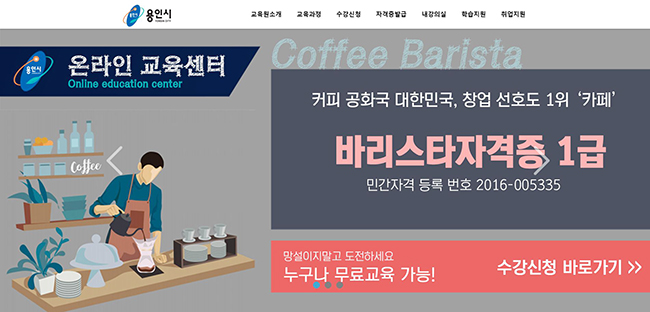 용인시
YONGIN CITY
교육원소개 교육과정 수강신청 자격증발급 내강의실 학습지원 취업지원
용인시
온라인 교육센터
Online education center
Coffee Barista
커피 공화국 대한민국, 창업 선호도 1위 '카페'
바리스타자격증 1급
민간자격 등록 번호 2016-005335
Coffee
망설이지말고 도전하세요
누구나 무료교육 가능!
수강신청 바로가기 >>